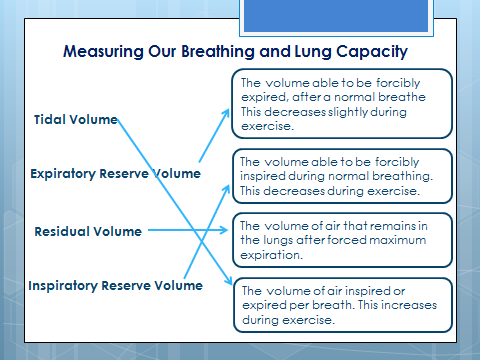 Measuring Our Breathing and Lung Capacity
Tidal Volume
Expiratory Reserve Volume
Residual Volume
Inspiratory Reserve Volume
The volume able to be forcibly
expired, after a normal breathe
This decreases slightly during
exercise.
The volume able to be forcibly
inspired during normal breathing.
This decreases during exercise.
The volume of air that remains in
the lungs after forced maximum
expiration.
The volume of air inspired or
expired per breath. This increases
during exercise.